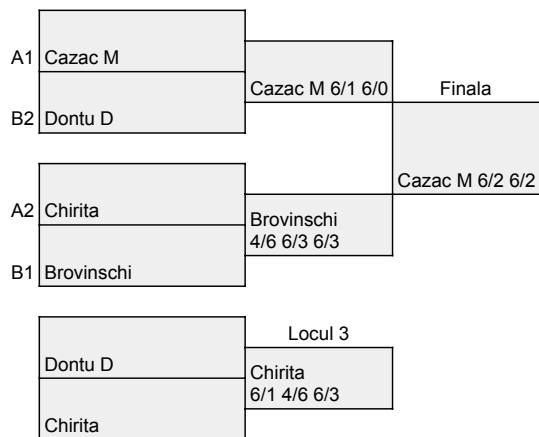 A1 Cazac M
Cazac M 6/1 6/0
Finala
B2 Dontu D
Cazac M 6/2 6/2
A2 Chirita
Brovinschi
4/6 6/3 6/3
B1 Brovinschi
Locul 3
Dontu D
Chirita
6/1 4/6 6/3
Chirita